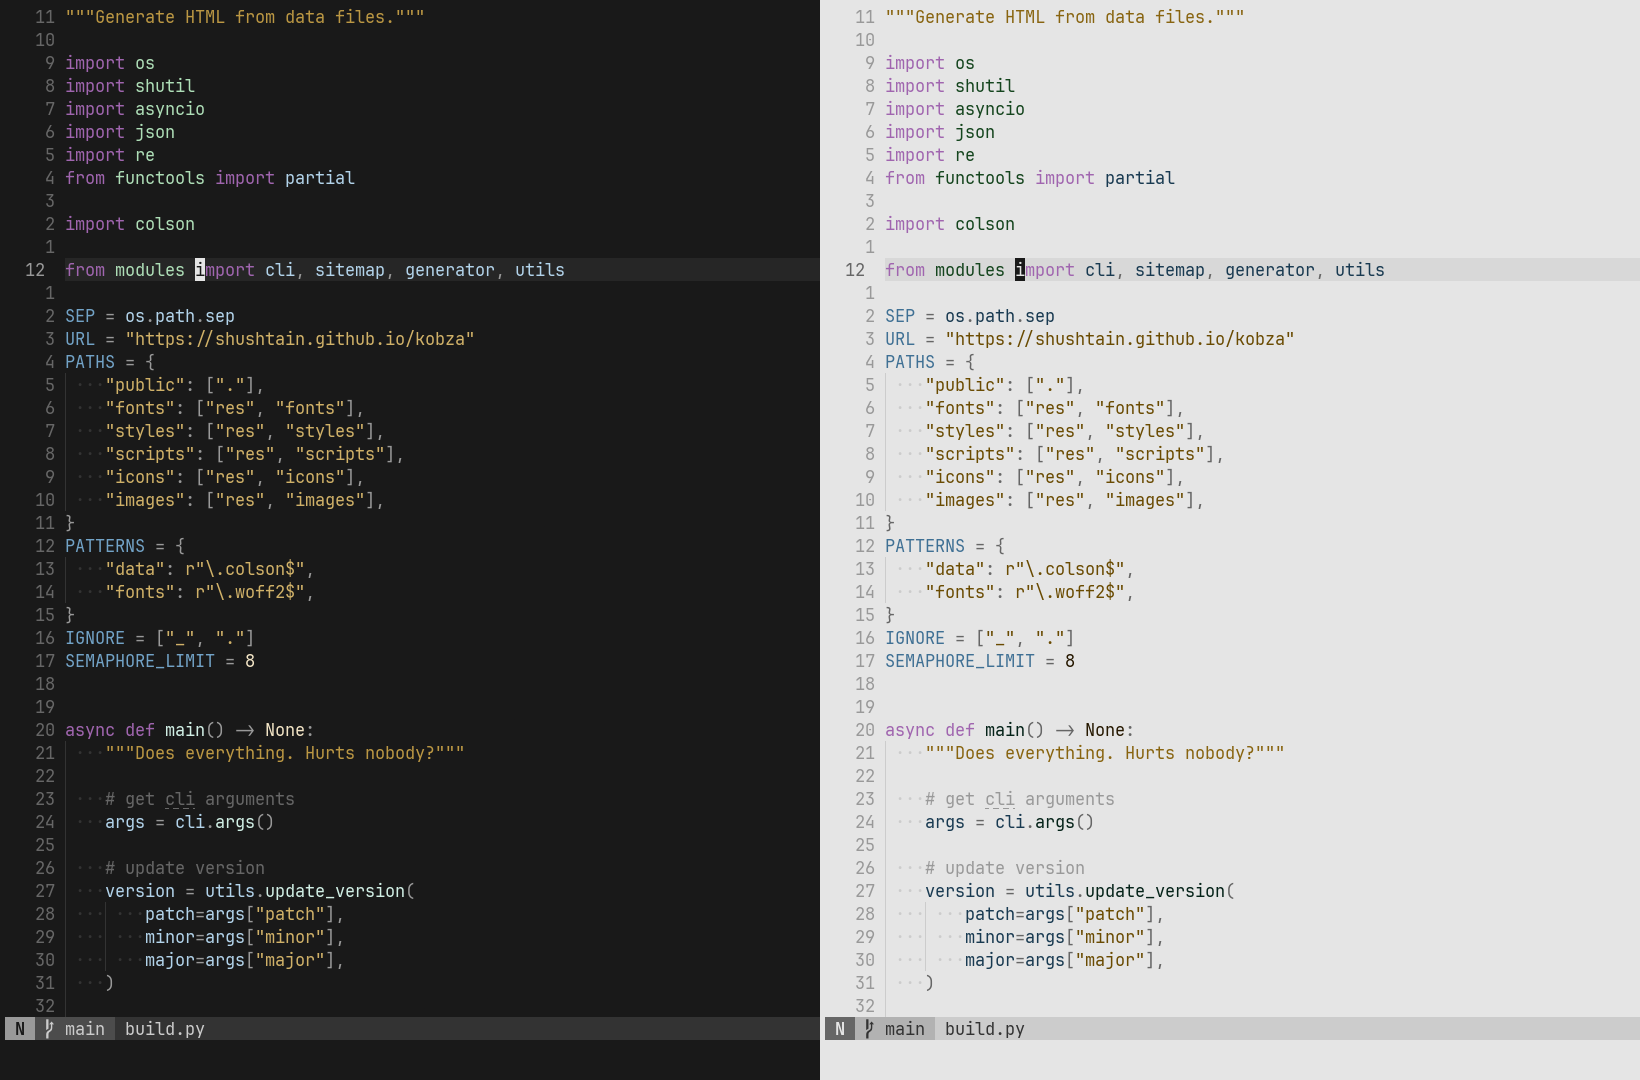 11 """Generate HTML from data files."""
10
9 import os
8 import shutil
7 import asyncio
6 import json
5 import re
4 from functools import partial
3
2 import colson
1
12 from modules import cli, sitemap, generator, utils
1
2 SEP = os.path.sep
3 URL = "https://shushtain.github.io/kobza"
4 PATHS = {
5 ····"public": ["."],
6 ····"fonts": ["res", "fonts"],
7 ····"styles": ["res", "styles"],
8 ····"scripts": ["res", "scripts"],
9 ····"icons": ["res", "icons"],
10 ····"images": ["res", "images"],
11 }
12 PATTERNS = {
13 ····"data": r"\.colson$",
14 ····"fonts": r"\.woff2$",
15 }
16 IGNORE = ["_", "."]
17 SEMAPHORE_LIMIT = 8
18
19
20 async def main() -> None:
21 ····"""Does everything. Hurts nobody?"""
22
23 ····# get cli arguments
24 ····args = cli.args()
25
26 ····# update version
27 ····version = utils.update_version(
28 ········patch=args["patch"],
29 ········minor=args["minor"],
30 ········major=args["major"],
31 ····)
32
N main build.py
11 """Generate HTML from data files."""
10
9 import os
8 import shutil
7 import asyncio
6 import json
5 import re
4 from functools import partial
3
2 import colson
1
12 from modules import cli, sitemap, generator, utils
1
2 SEP = os.path.sep
3 URL = "https://shushtain.github.io/kobza"
4 PATHS = {
5 ····"public": ["."],
6 ····"fonts": ["res", "fonts"],
7 ····"styles": ["res", "styles"],
8 ····"scripts": ["res", "scripts"],
9 ····"icons": ["res", "icons"],
10 ····"images": ["res", "images"],
11 }
12 PATTERNS = {
13 ····"data": r"\.colson$",
14 ····"fonts": r"\.woff2$",
15 }
16 IGNORE = ["_", "."]
17 SEMAPHORE_LIMIT = 8
18
19
20 async def main() -> None:
21 ····"""Does everything. Hurts nobody?"""
22
23 ····# get cli arguments
24 ····args = cli.args()
25
26 ····# update version
27 ····version = utils.update_version(
28 ········patch=args["patch"],
29 ········minor=args["minor"],
30 ········major=args["major"],
31 ····)
32
N main build.py